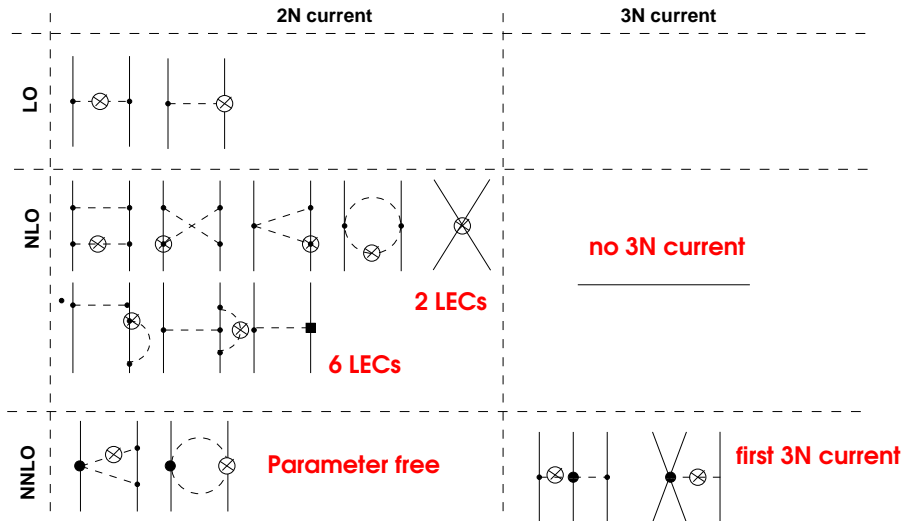 2N current
3N current
LO
NLO
no 3N current
2 LECs
6 LECs
NNLO
Parameter free
first 3N current